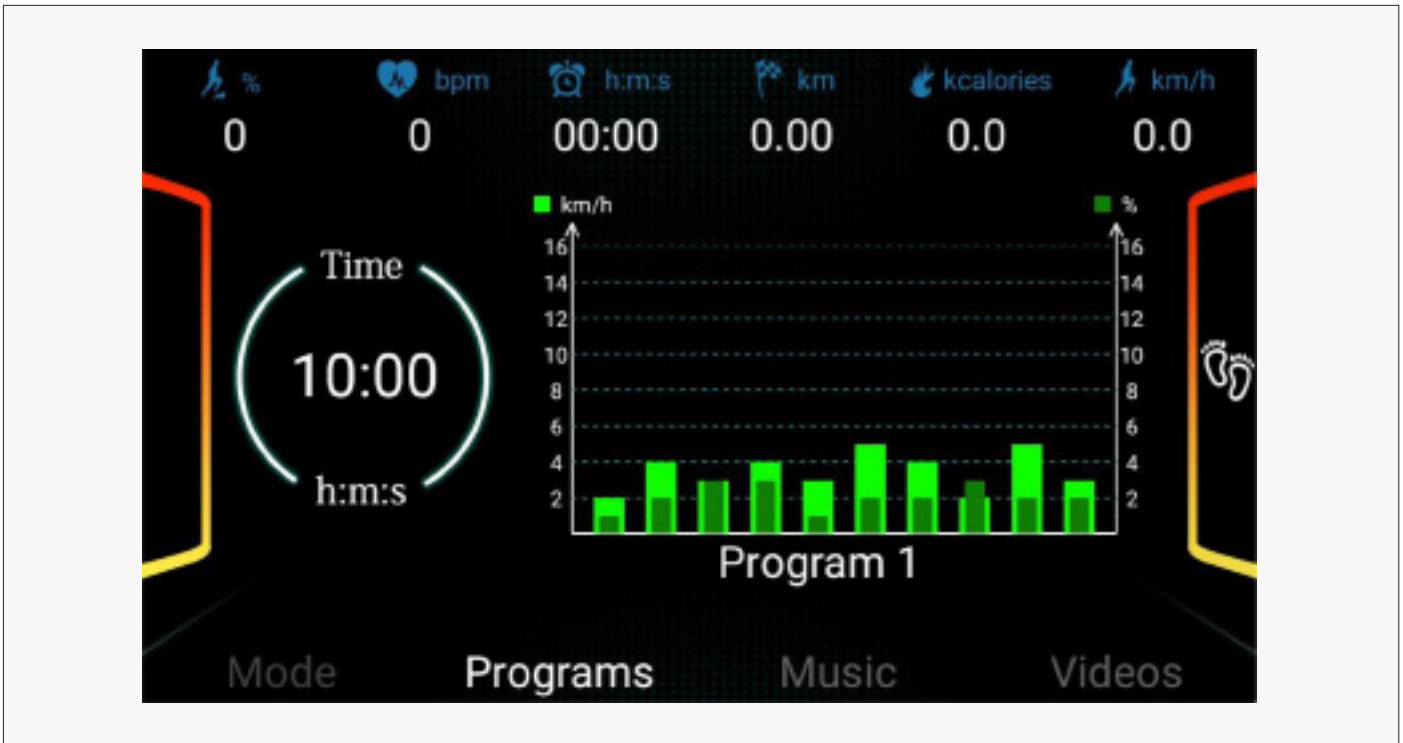 % bpm h:m:s km kcalories km/h
0 0 00:00 0.00 0.0 0.0
km/h %
16 16
14 14
12 12
10 10
8 8
6 6
4 4
2 2
Time
10:00
h:m:s
Program 1
Mode Programs Music Videos